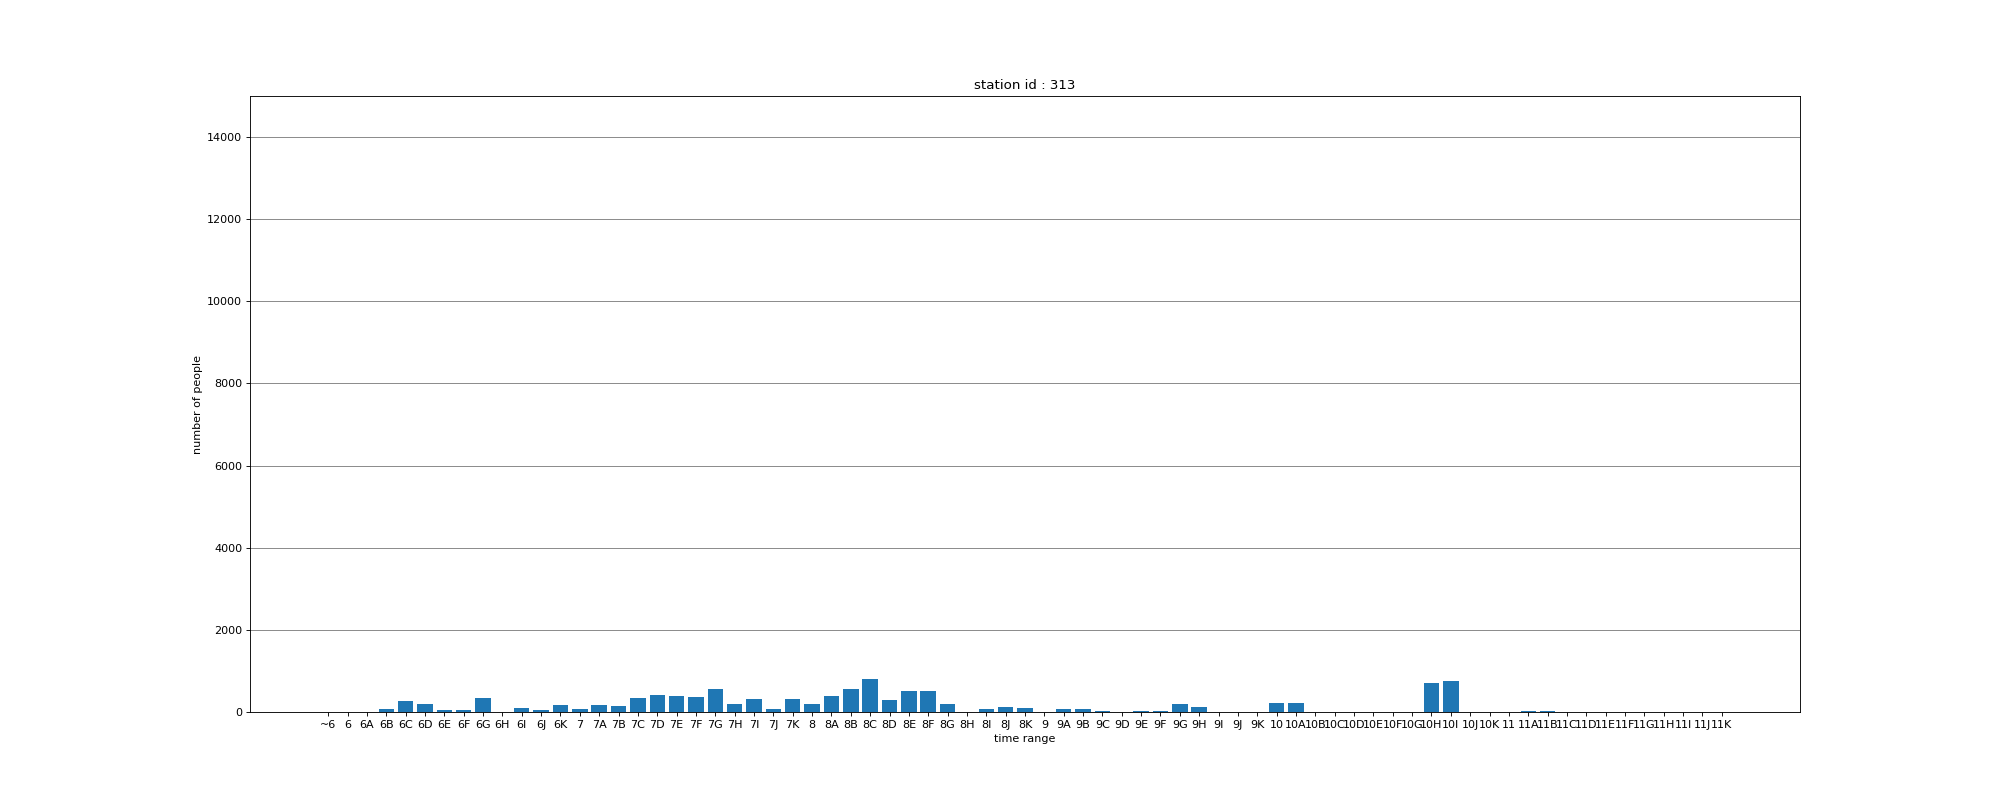 station id : 313
14000
12000
10000
8000
6000
4000
2000
0
number of people
~6 6 6A 6B 6C 6D 6E 6F 6G 6H 6I 6J 6K 7 7A 7B 7C 7D 7E 7F 7G 7H 7I 7J 7K 8 8A 8B 8C 8D 8E 8F 8G 8H 8I 8J 8K 9 9A 9B 9C 9D 9E 9F 9G 9H 9I 9J 9K 10 10A 10B 10C 10D 10E 10F 10G 10H 10I 10J 10K 11 11A 11B 11C 11D 11E 11F 11G 11H 11I 11J 11K
time range